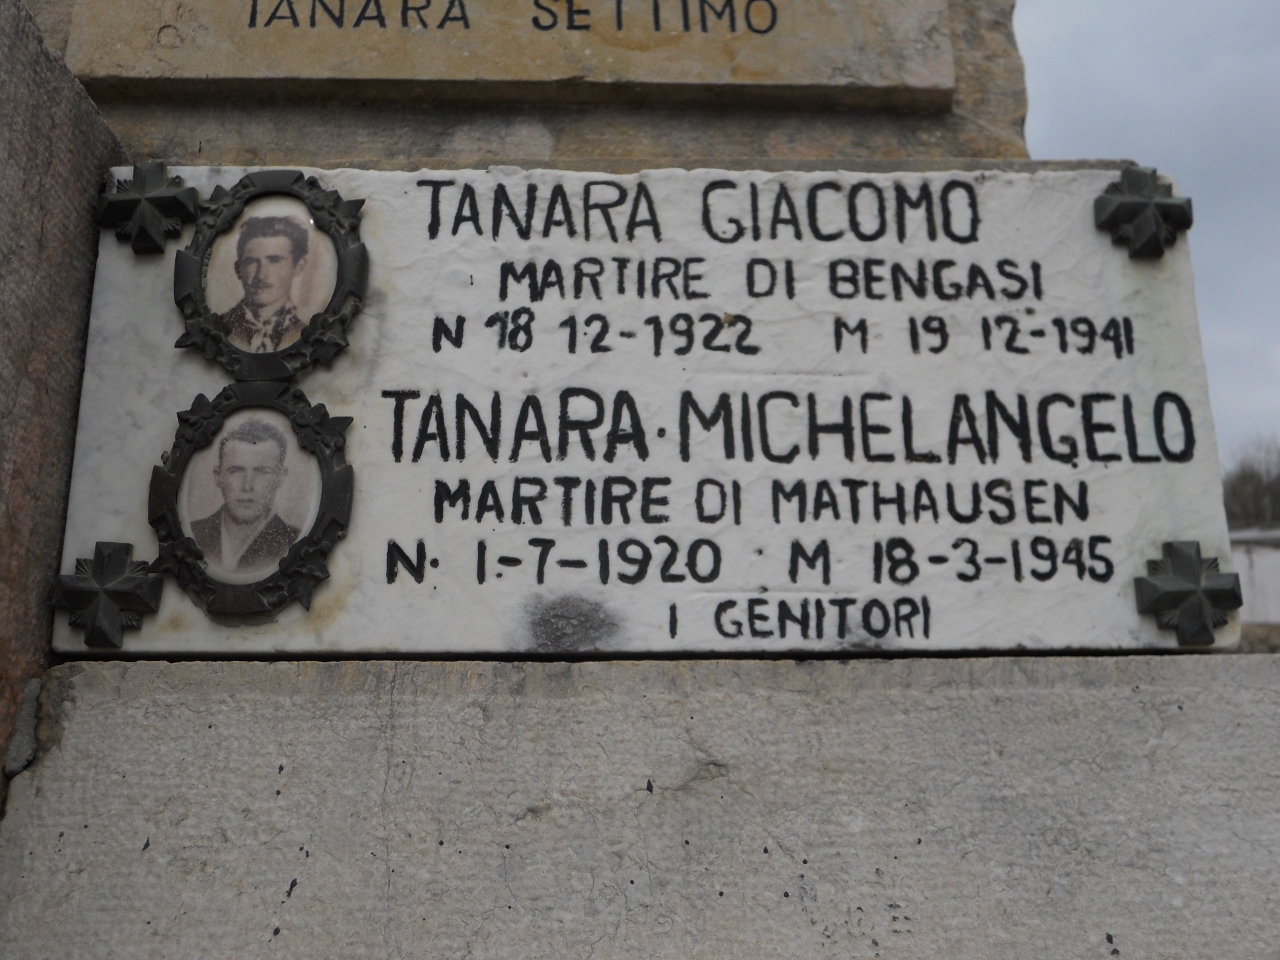 TANARA SETTIMO
TANARA GIACOMO
MARTIRE DI BENGASI
N 18 12-1922 M 19 12-1941
TANARA · MICHELANGELO
MARTIRE DI MATHAUSEN
N· 1-7-1920 · M 18-3-1945
I GENITORI